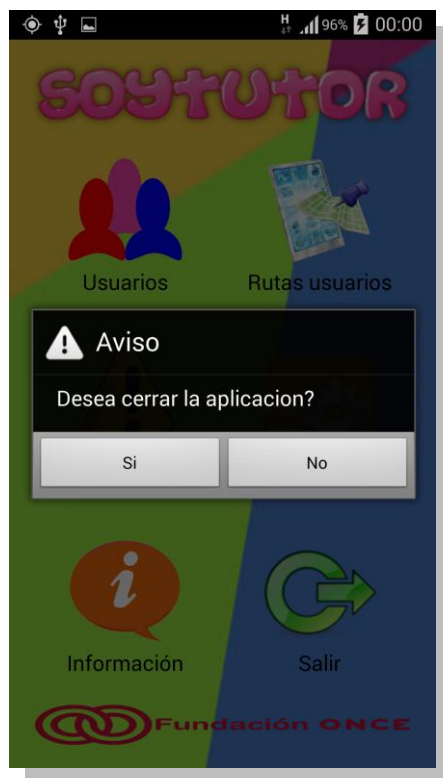 H 96% 00:00
SOYTUTOR
Usuarios Rutas usuarios
Aviso
Desea cerrar la aplicacion?
Si No
Información Salir
Fundación ONCE